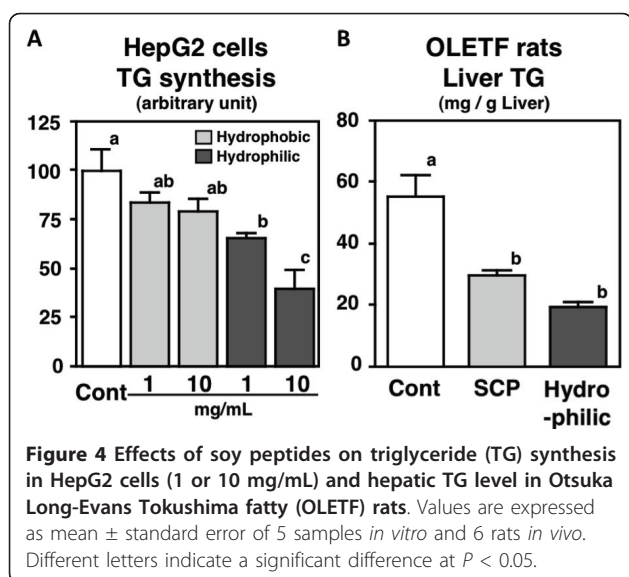 A
HepG2 cells
TG synthesis
(arbitrary unit)
125
100
75
50
25
0
a
ab
ab
b
c
Hydrophobic
Hydrophilic
Cont
1
10
1
10
mg/mL
B
OLETF rats
Liver TG
(mg / g Liver)
80
60
40
20
0
a
b
b
Cont
SCP
Hydro
-philic
Figure 4 Effects of soy peptides on triglyceride (TG) synthesis
in HepG2 cells (1 or 10 mg/mL) and hepatic TG level in Otsuka
Long-Evans Tokushima fatty (OLETF) rats. Values are expressed
as mean ± standard error of 5 samples in vitro and 6 rats in vivo.
Different letters indicate a significant difference at P < 0.05.